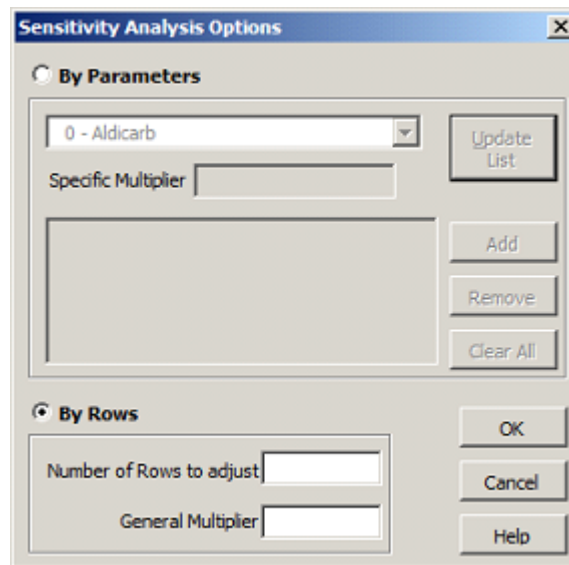 Sensitivity Analysis Options
By Parameters
0 - Aldicarb
Update
List
Specific Multiplier
Add
Remove
Clear All
By Rows
Number of Rows to adjust
General Multiplier
OK
Cancel
Help